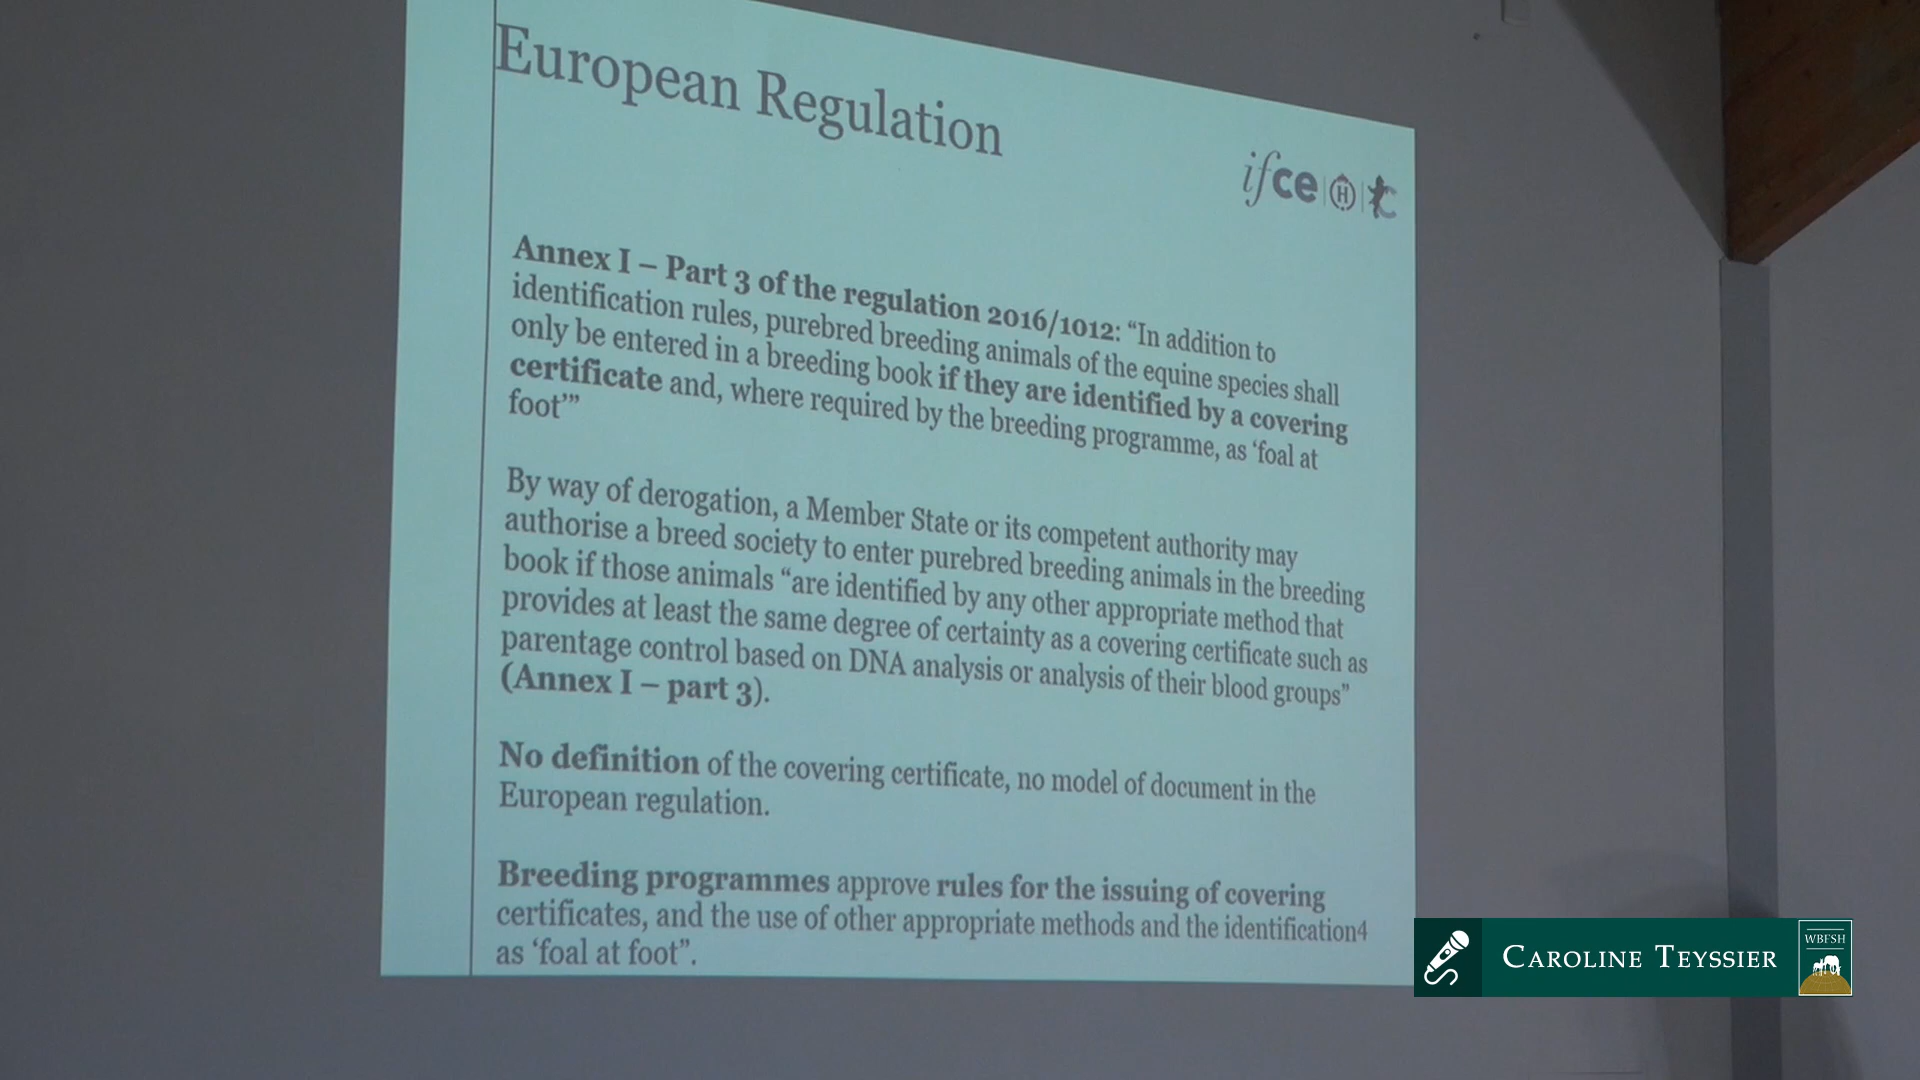 European Regulation
ifce
H
Annex I – Part 3 of the regulation 2016/1012: “In addition to
identification rules, purebred breeding animals of the equine species shall
only be entered in a breeding book if they are identified by a covering
certificate and, where required by the breeding programme, as ‘foal at
foot’”
By way of derogation, a Member State or its competent authority may
authorise a breed society to enter purebred breeding animals in the breeding
book if those animals “are identified by any other appropriate method that
provides at least the same degree of certainty as a covering certificate such as
parentage control based on DNA analysis or analysis of their blood groups”
(Annex I – part 3).
No definition of the covering certificate, no model of document in the
European regulation.
Breeding programmes approve rules for the issuing of covering
certificates, and the use of other appropriate methods and the identification4
as ‘foal at foot”.
CAROLINE TEYSSIER
WBFSH